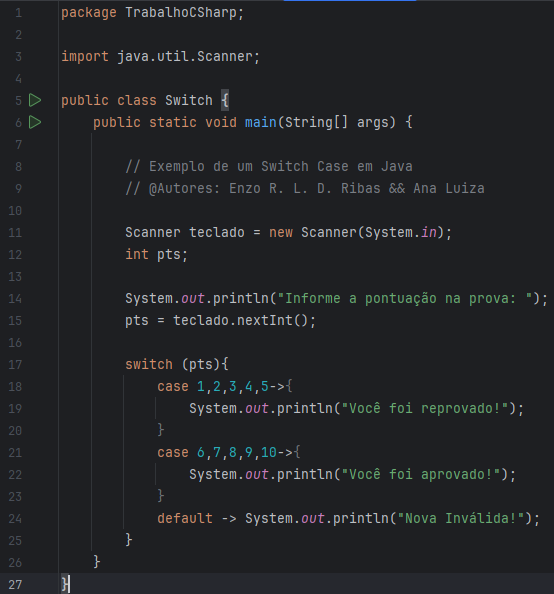 1 package TrabalhoCSharp;
2
3 import java.util.Scanner;
4
5 public class Switch {
6 public static void main(String[] args) {
7
8 // Exemplo de um Switch Case em Java
9 // @Autores: Enzo R. L. D. Ribas && Ana Luiza
10
11 Scanner teclado = new Scanner(System.in);
12 int pts;
13
14 System.out.println("Informe a pontuação na prova: ");
15 pts = teclado.nextInt();
16
17 switch (pts){
18 case 1,2,3,4,5->{
19 System.out.println("Você foi reprovado!");
20 }
21 case 6,7,8,9,10->{
22 System.out.println("Você foi aprovado!");
23 }
24 default -> System.out.println("Nova Inválida!");
25 }
26 }
27 }